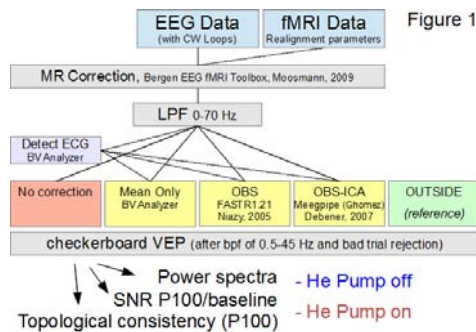 EEG Data
(with CW Loops)
fMRI Data
Realignment parameters
Figure 1
MR Correction, Bergen EEG fMRI Toolbox, Moosmann, 2009
LPF 0-70 Hz
Detect ECG
BV Analyzer
No correction
Mean Only
BV Analyzer
OBS
FASTR1.21
Niazy, 2005
OBS-ICA
Meegpipe (Ghomez)
Debener, 2007
OUTSIDE
(reference)
checkerboard VEP (after bpf of 0.5-45 Hz and bad trial rejection)
Power spectra
SNR P100/baseline
Topological consistency (P100)
- He Pump off
- He Pump on